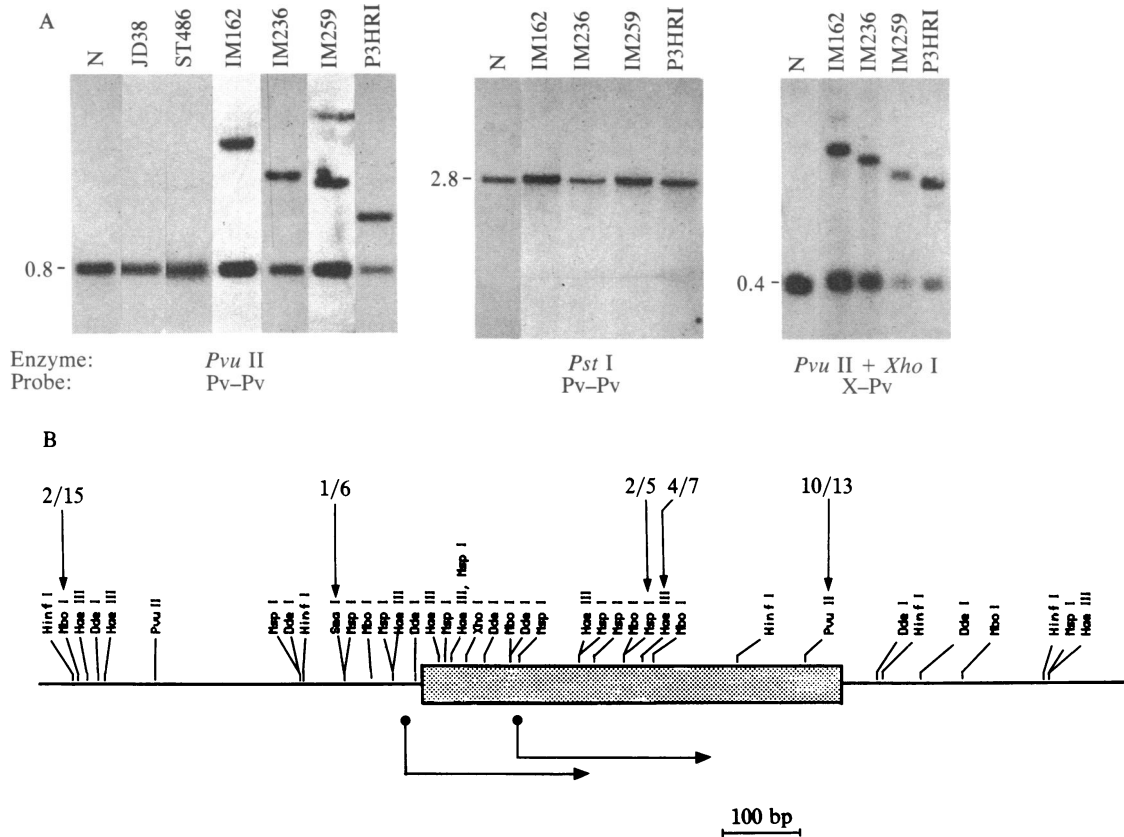 A
N
JD38
ST486
IM162
IM236
IM259
P3HRI
N
IM162
IM236
IM259
P3HRI
N
IM162
IM236
IM259
P3HRI
0.8 -
2.8 -
0.4 -
Enzyme: Pvu II
Probe: Pv–Pv
Pst I
Pv–Pv
Pvu II + Xho I
X–Pv
B
2/15
1/6
2/5
4/7
10/13
Hinf I
Mbo I
Hae III
Dde I
Hae III
Pvu II
Msp I
Dde I
Hinf I
Sac I
Msp I
Mbo I
Msp I
Hae III
Dde I
Hae III
Msp I
Hae III, Msp I
Xho I
Dde I
Mbo I
Dde I
Msp I
Hae III
Msp I
Msp I
Mbo I
Msp I
Hae III
Mbo I
Hinf I
Pvu II
Dde I
Hinf I
Dde I
Mbo I
Hinf I
Msp I
Hae III
100 bp